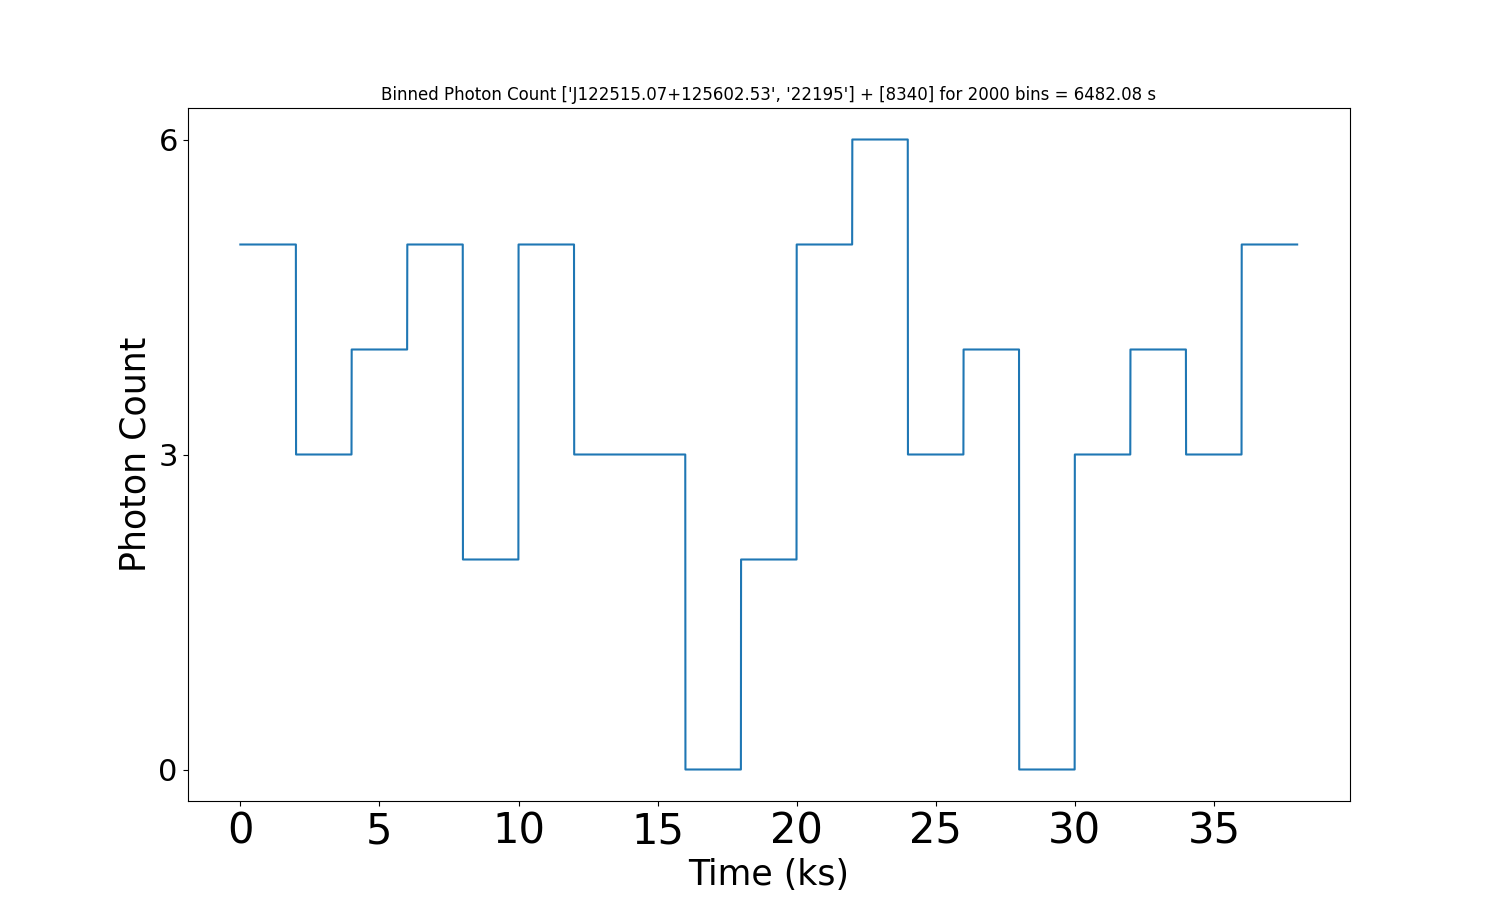 Binned Photon Count ['J122515.07+125602.53', '22195'] + [8340] for 2000 bins = 6482.08 s
6
3
0
Photon Count
0 5 10 15 20 25 30 35
Time (ks)